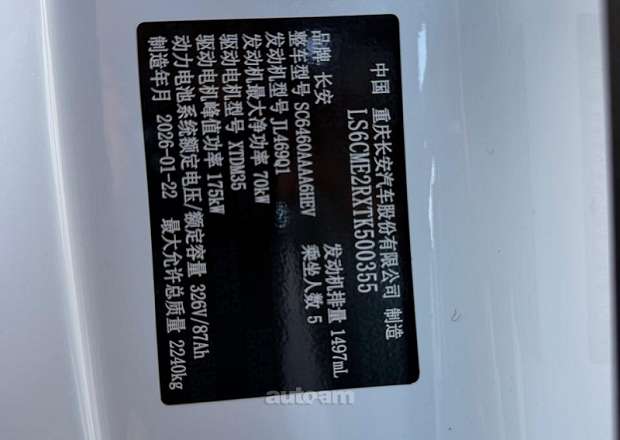 中国 重庆长安汽车股份有限公司 制造
LS6CME2RXTK500355
品牌 长安
整车型号 SC6460AAAA6HEV
发动机型号 JL469Q1 发动机排量 1497mL
发动机最大净功率 70kW 乘坐人数 5
驱动电机型号 XTDM35
驱动电机峰值功率 175kW
动力电池系统额定电压/额定容量 326V/87Ah
制造年月 2026-01-22 最大允许总质量 2240kg
autoam